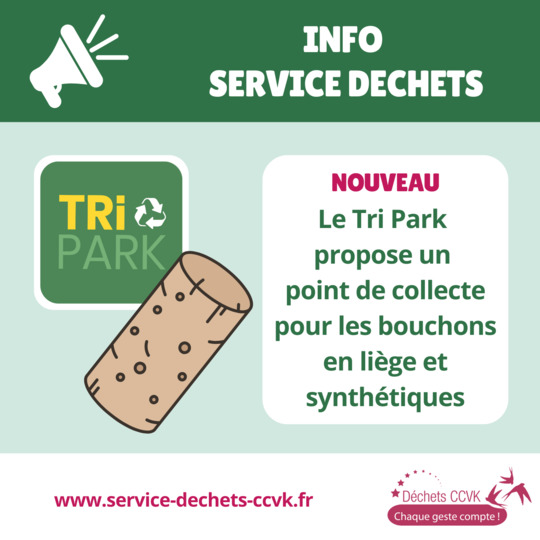 INFO
SERVICE DECHETS
TRi
PARK
NOUVEAU
Le Tri Park
propose un
point de collecte
pour les bouchons
en liège et
synthétiques
www.service-dechets-ccvk.fr
Déchets CCVK
Chaque geste compte !